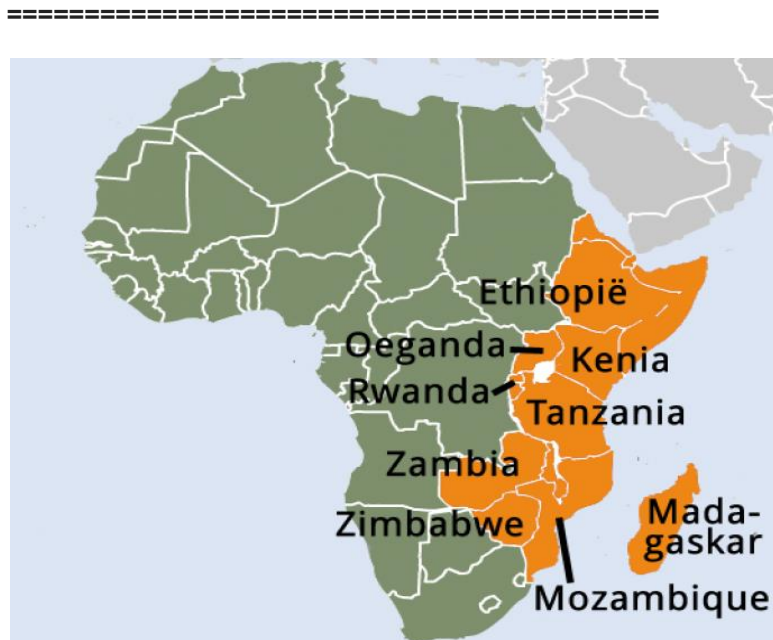 ==========================================
Ethiopië
Oeganda
Kenia
Rwanda
Tanzania
Zambia
Zimbabwe
Mada-
gaskar
Mozambique